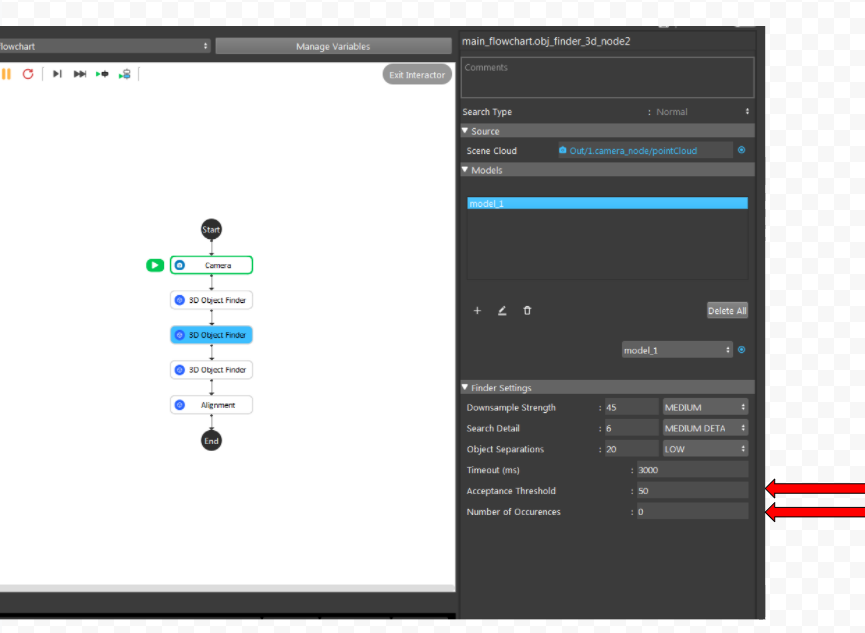 flowchart
Manage Variables
main_flowchart.obj_finder_3d_node2
Exit Interactor
Comments
Search Type : Normal
Source
Scene Cloud Out/1.camera_node/pointCloud
Models
model_1
Start
Camera
3D Object Finder
3D Object Finder
3D Object Finder
Alignment
End
Delete All
model_1
Finder Settings
Downsample Strength : 45 MEDIUM
Search Detail : 6 MEDIUM DETA
Object Separations : 20 LOW
Timeout (ms) : 3000
Acceptance Threshold : 50
Number of Occurences : 0